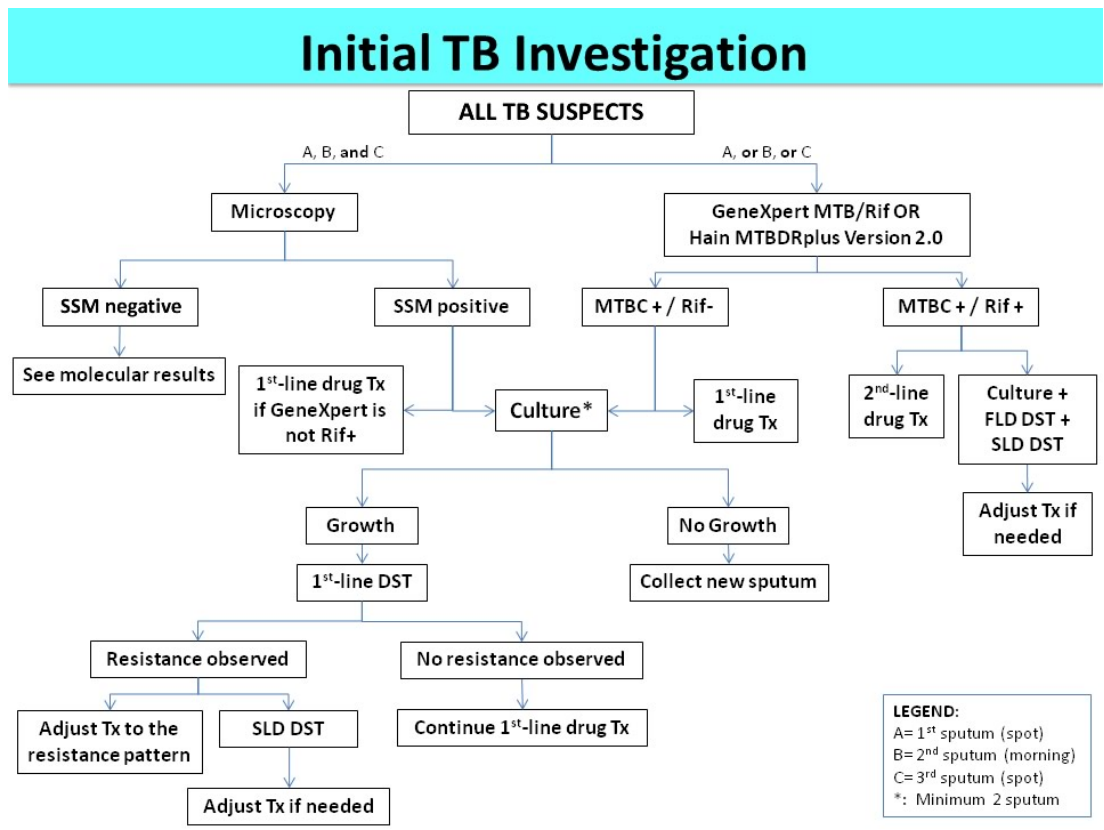 Initial TB Investigation
ALL TB SUSPECTS
A, B, and C
A, or B, or C
Microscopy
GeneXpert MTB/Rif OR
Hain MTBDRplus Version 2.0
SSM negative
SSM positive
MTBC + / Rif-
MTBC + / Rif +
See molecular results
1st-line drug Tx
if GeneXpert is
not Rif+
Culture*
1st-line
drug Tx
2nd-line
drug Tx
Culture +
FLD DST +
SLD DST
Growth
No Growth
Adjust Tx if
needed
1st-line DST
Collect new sputum
Resistance observed
No resistance observed
Adjust Tx to the
resistance pattern
SLD DST
Continue 1st-line drug Tx
Adjust Tx if needed
LEGEND:
A= 1st sputum (spot)
B= 2nd sputum (morning)
C= 3rd sputum (spot)
*: Minimum 2 sputum